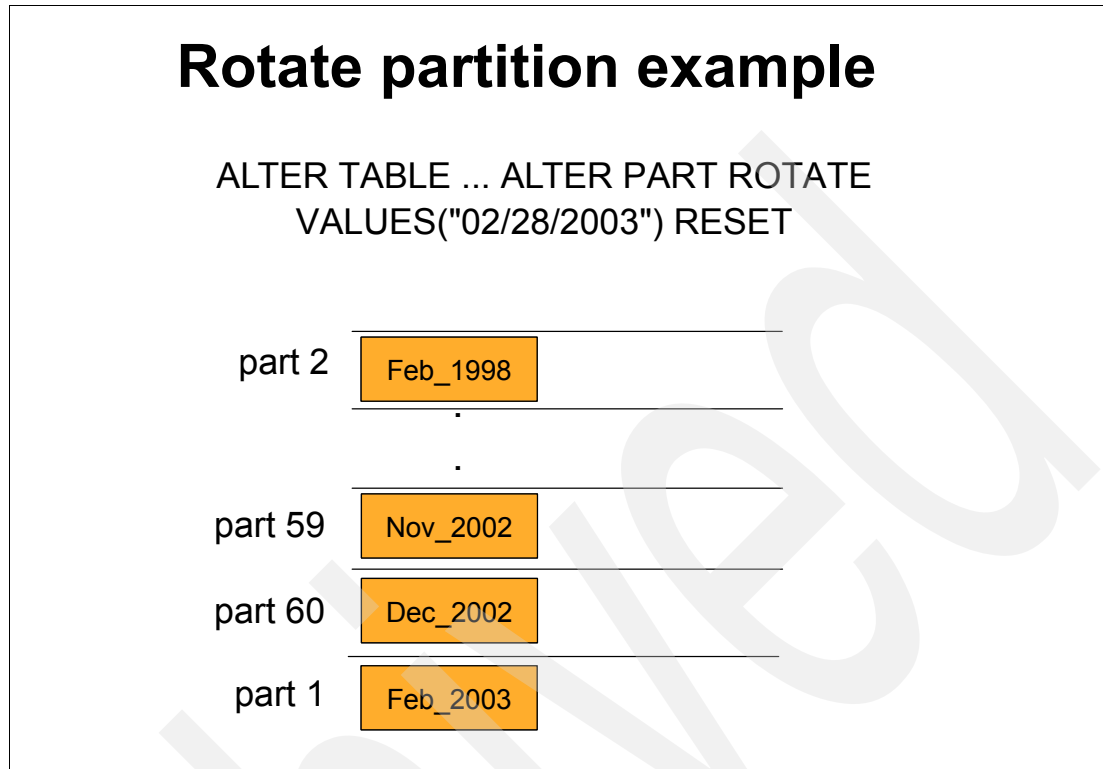 Rotate partition example
ALTER TABLE ... ALTER PART ROTATE
VALUES("02/28/2003") RESET
part 2 Feb_1998
.
.
part 59 Nov_2002
part 60 Dec_2002
part 1 Feb_2003
hived